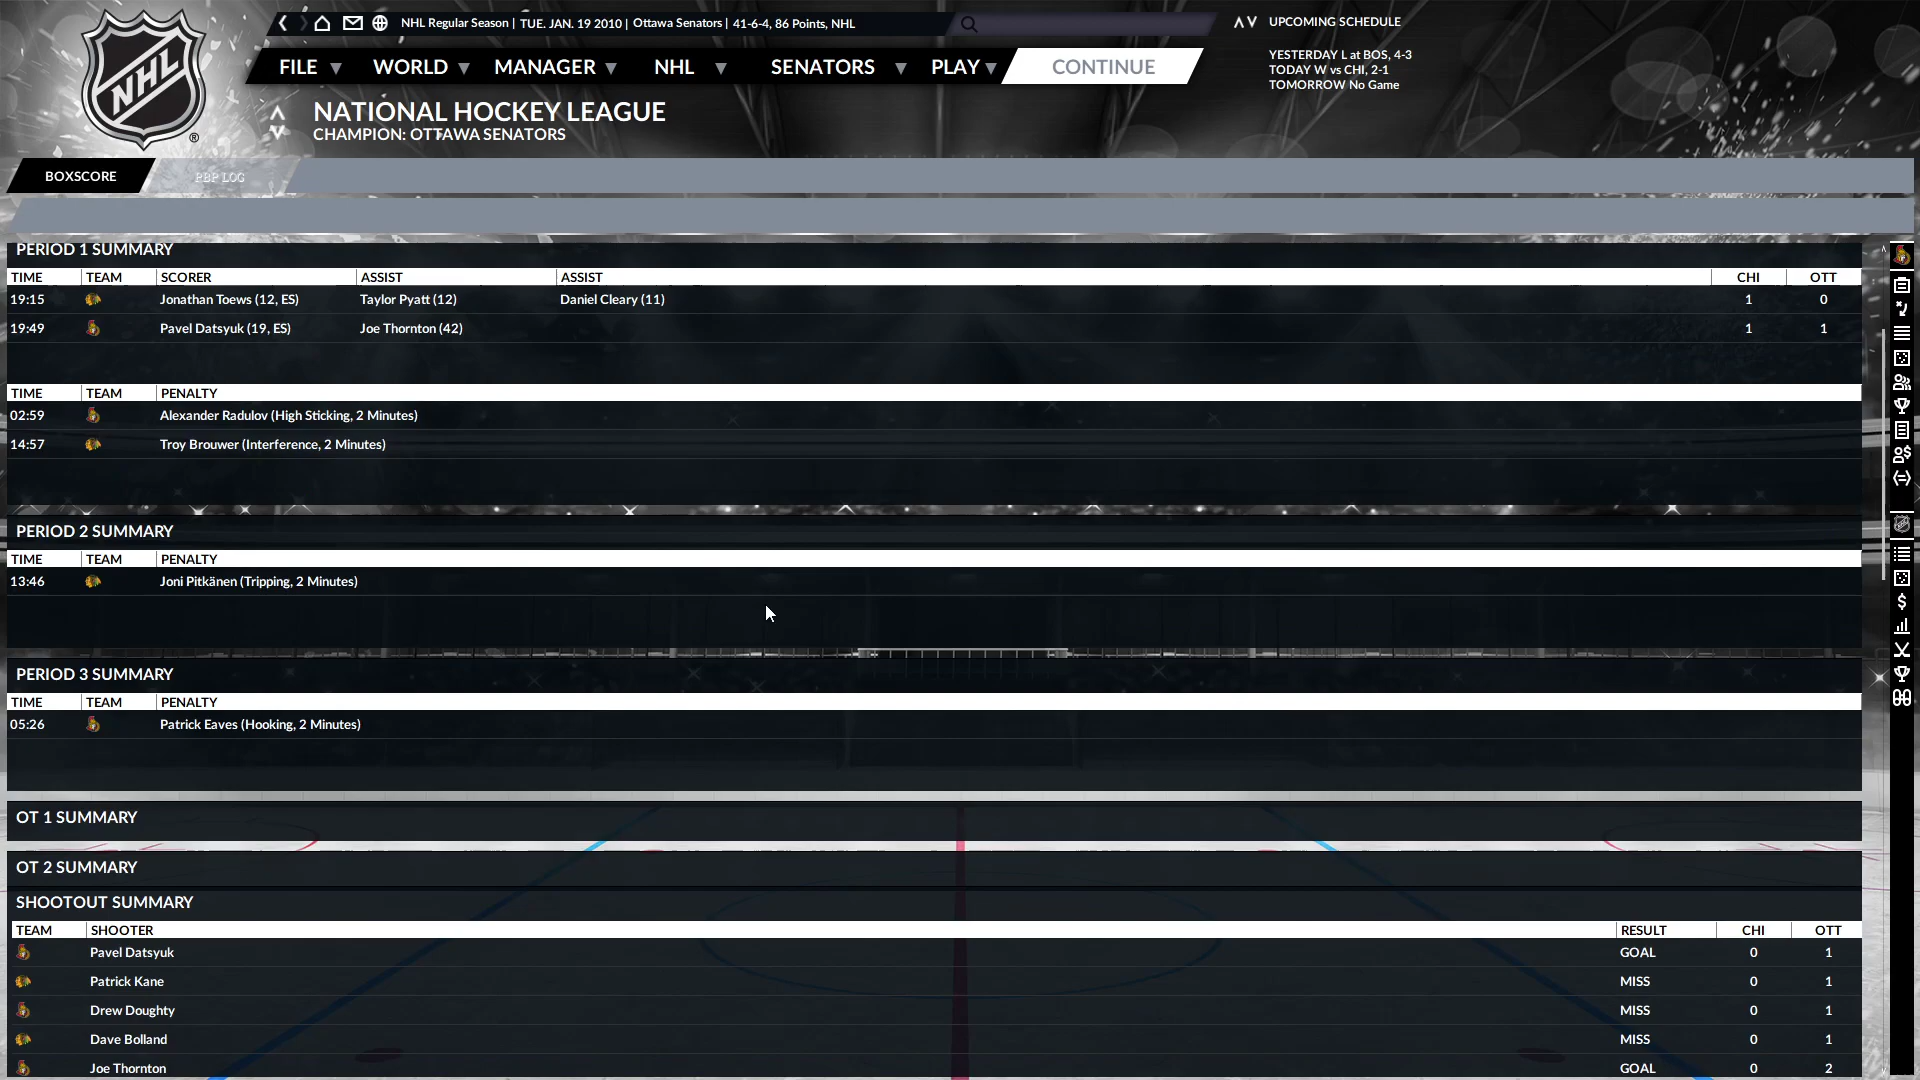 NHL Regular Season | TUE. JAN. 19 2010 | Ottawa Senators | 41-6-4, 86 Points, NHL
UPCOMING SCHEDULE
YESTERDAY L at BOS, 4-3
TODAY W vs CHI, 2-1
TOMORROW No Game
FILE WORLD MANAGER NHL SENATORS PLAY CONTINUE
NHL
NATIONAL HOCKEY LEAGUE
CHAMPION: OTTAWA SENATORS
BOXSCORE PBP LOG
PERIOD 1 SUMMARY
TIME TEAM SCORER ASSIST ASSIST CHI OTT
19:15 Jonathan Toews (12, ES) Taylor Pyatt (12) Daniel Cleary (11) 1 0
19:49 Pavel Datsyuk (19, ES) Joe Thornton (42) 1 1
TIME TEAM PENALTY
02:59 Alexander Radulov (High Sticking, 2 Minutes)
14:57 Troy Brouwer (Interference, 2 Minutes)
PERIOD 2 SUMMARY
TIME TEAM PENALTY
13:46 Joni Pitkänen (Tripping, 2 Minutes)
PERIOD 3 SUMMARY
TIME TEAM PENALTY
05:26 Patrick Eaves (Hooking, 2 Minutes)
OT 1 SUMMARY
OT 2 SUMMARY
SHOOTOUT SUMMARY
TEAM SHOOTER RESULT CHI OTT
Pavel Datsyuk GOAL 0 1
Patrick Kane MISS 0 1
Drew Doughty MISS 0 1
Dave Bolland MISS 0 1
Joe Thornton GOAL 0 2